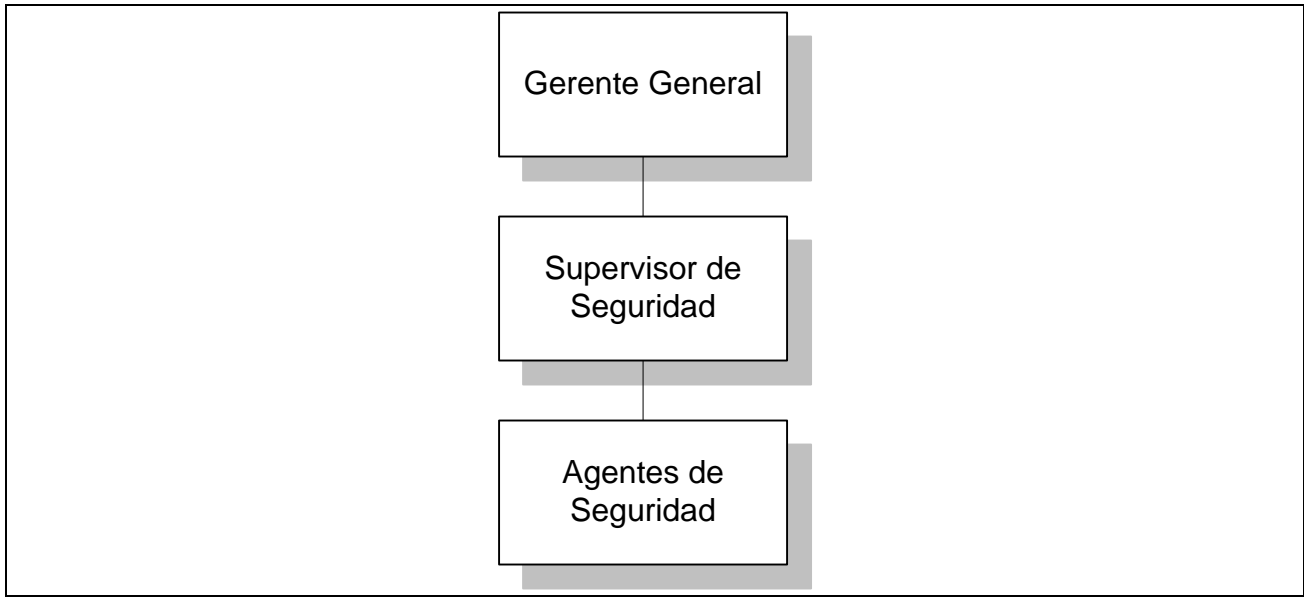 Gerente General
Supervisor de
Seguridad
Agentes de
Seguridad